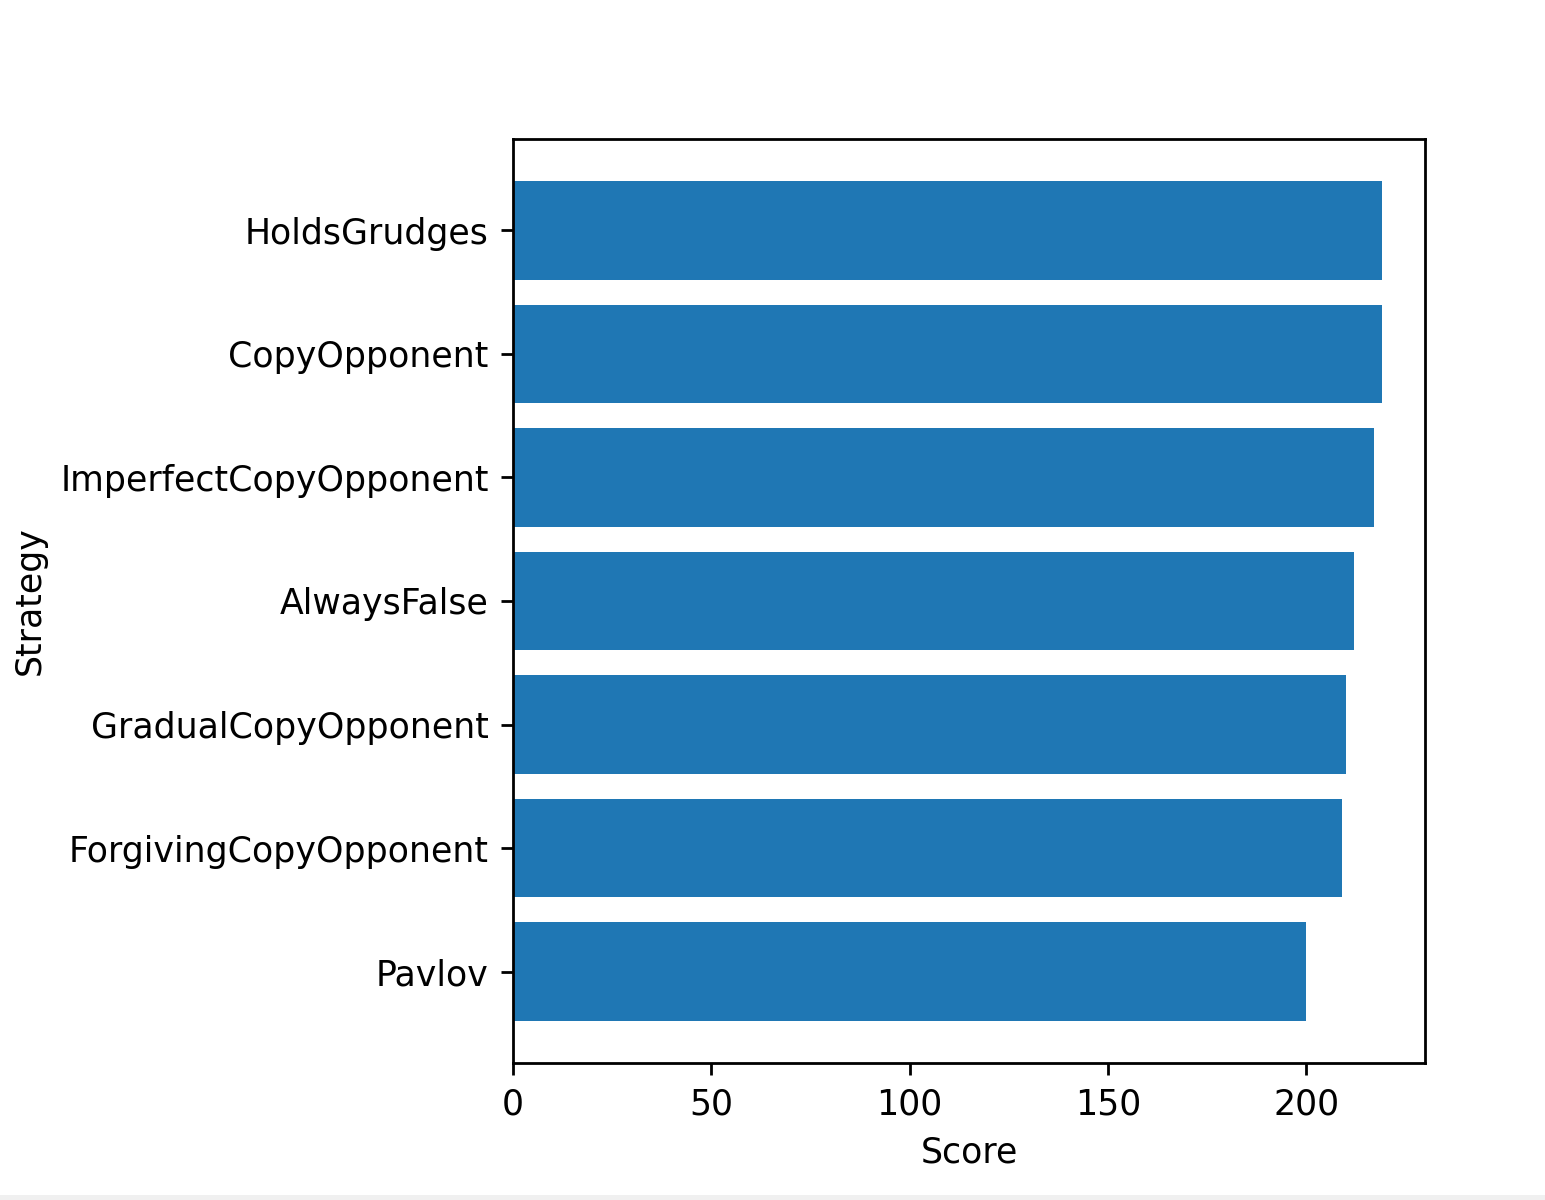 HoldsGrudges
CopyOpponent
ImperfectCopyOpponent
AlwaysFalse
GradualCopyOpponent
ForgivingCopyOpponent
Pavlov
Strategy
0 50 100 150 200
Score